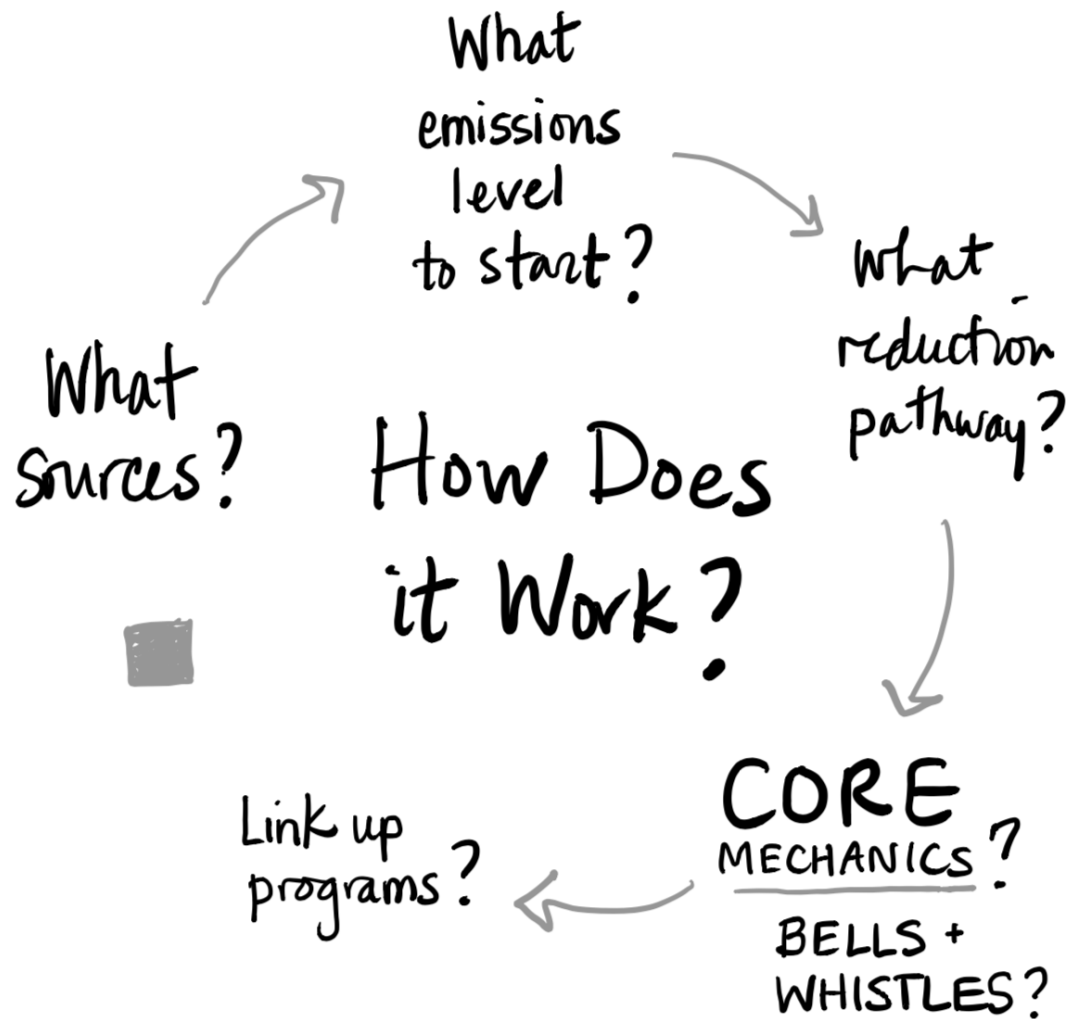 What
emissions
level
to start?
What
reduction
pathway?
What
sources?
How Does
it Work?
CORE
MECHANICS?
BELLS +
WHISTLES?
Link up
programs?